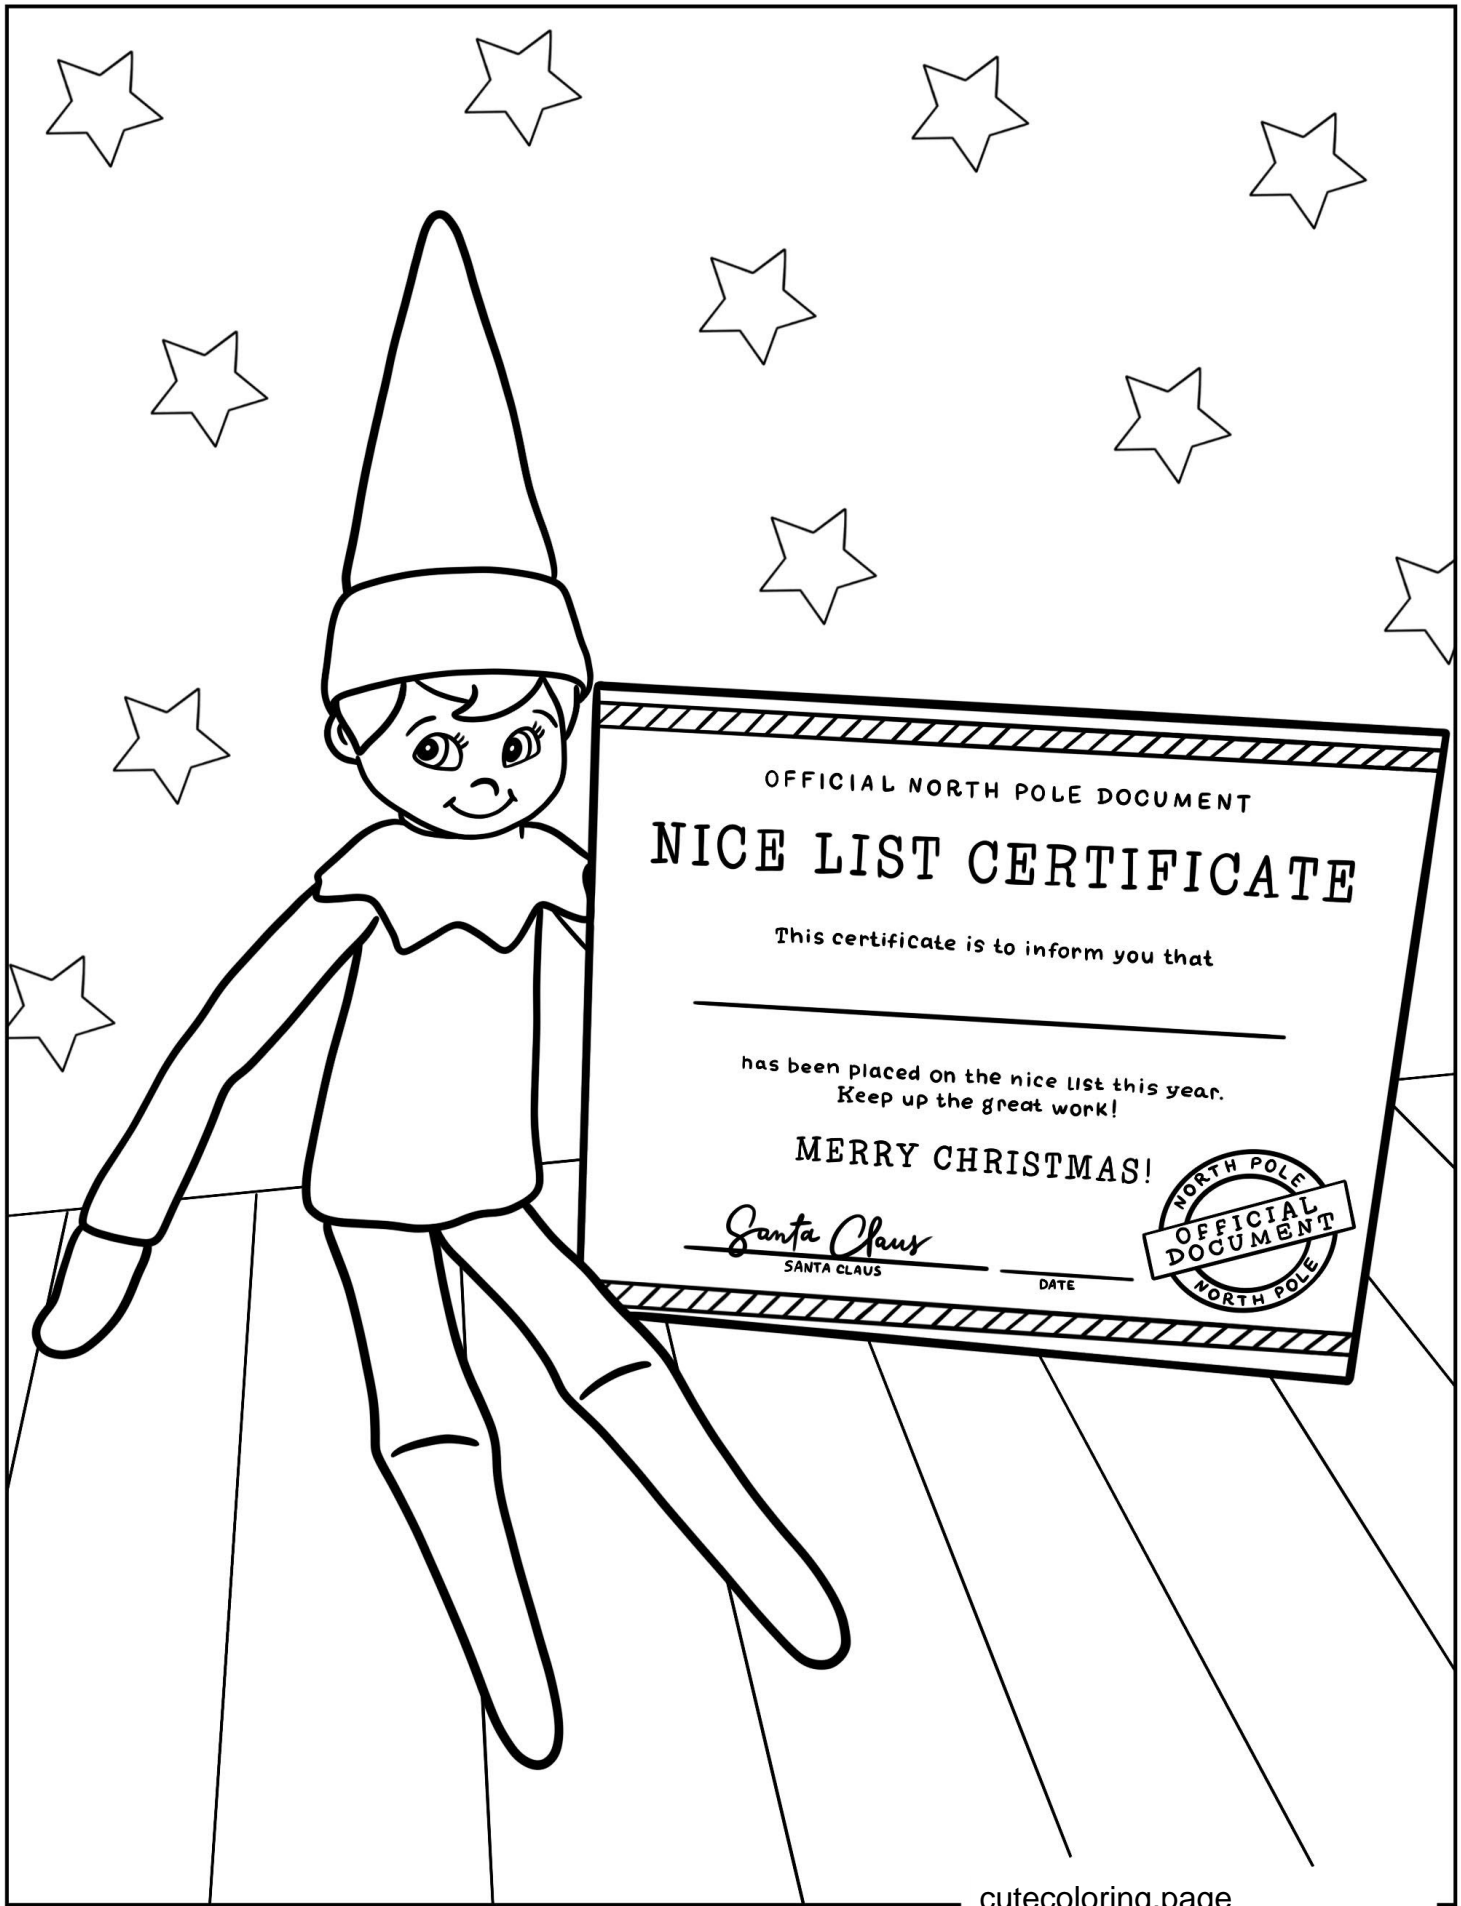 OFFICIAL NORTH POLE DOCUMENT
NICE LIST CERTIFICATE
This certificate is to inform you that
has been placed on the nice list this year.
Keep up the great work!
MERRY CHRISTMAS!
Santa Claus
SANTA CLAUS
DATE
NORTH POLE
OFFICIAL
DOCUMENT
NORTH POLE
cutecoloring.page